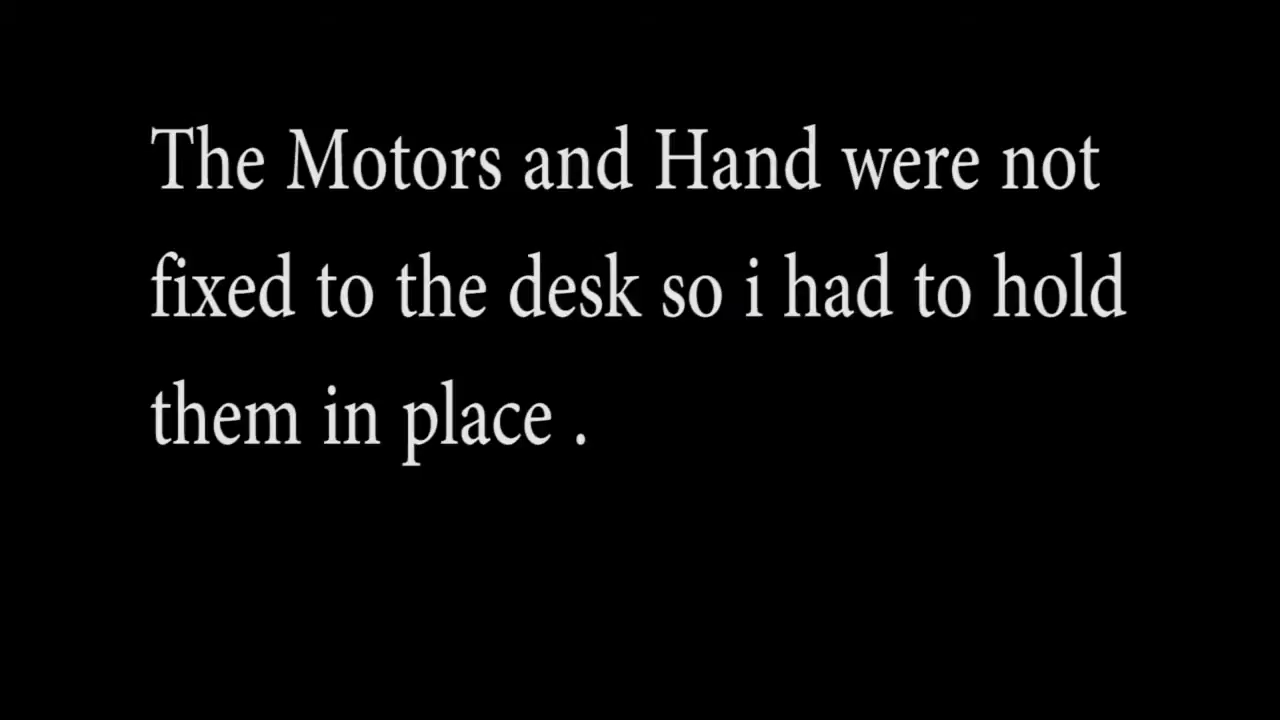 The Motors and Hand were not
fixed to the desk so i had to hold
them in place .